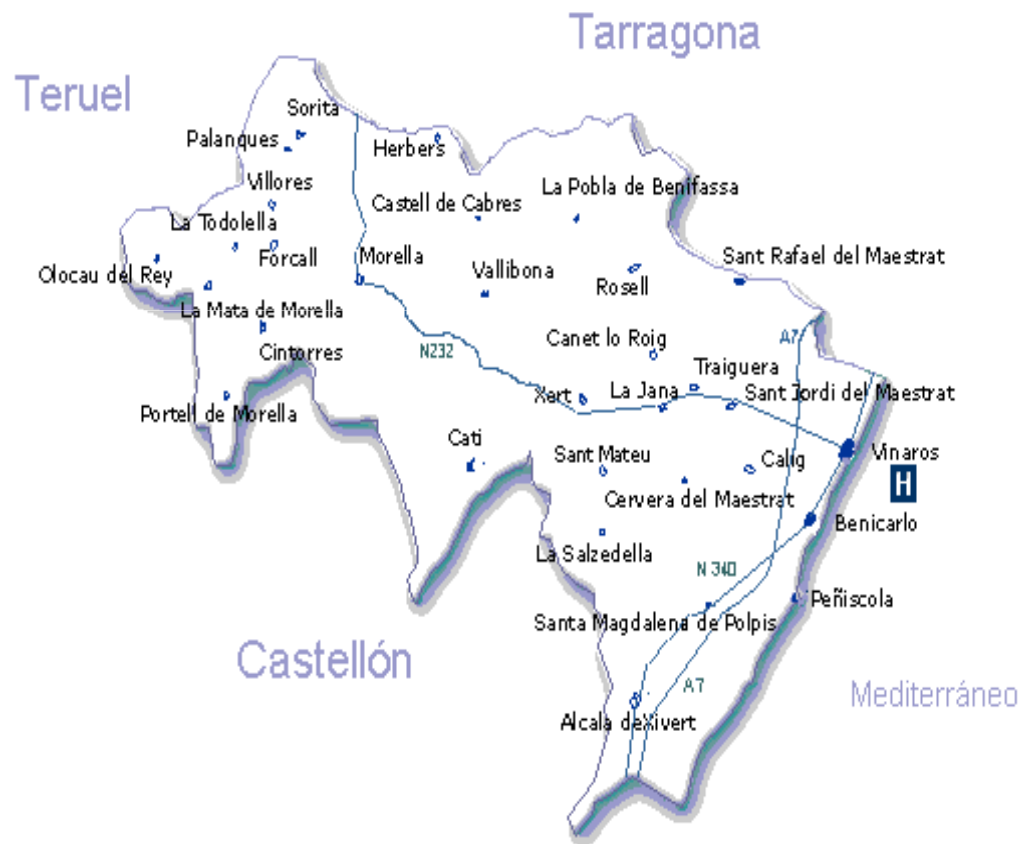 Tarragona
Teruel
Sorita
Palanques
Herbers
Villores
La Pobla de Benifassa
Castell de Cabres
La Todolella
Forcall
Morella
Sant Rafael del Maestrat
Olocau del Rey
Vallibona
Rosell
La Mata de Morella
Canet lo Roig
A7
N232
Cintorres
Traiguera
Xert
La Jana
Sant Jordi del Maestrat
Portell de Morella
Cati
Sant Mateu
Calig
Vinaros
H
Cervera del Maestrat
Benicarlo
La Salzedella
N 340
Peñiscola
Santa Magdalena de Polpis
Castellón
A7
Mediterráneo
Alcala deXivert